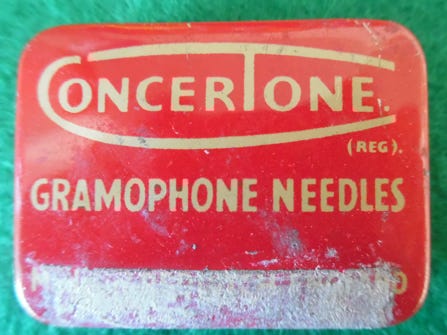 CONCERTONE.
(REG).
GRAMOPHONE NEEDLES